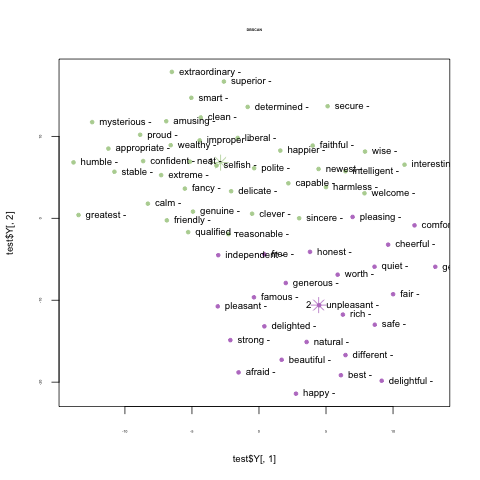 DBSCAN
extraordinary -
superior -
smart -
determined -
secure -
mysterious -
amusing -
clean -
proud -
improper -
liberal -
wealthy -
happier -
faithful -
wise -
appropriate -
humble -
confident -
neat -
selfish -
polite -
newest -
intelligent -
interestin
stable -
extreme -
fancy -
delicate -
capable -
harmless -
welcome -
calm -
greatest -
friendly -
genuine -
clever -
sincere -
pleasing -
comfor
qualified -
reasonable -
cheerful -
independent -
free -
honest -
worth -
quiet -
ge
generous -
famous -
fair -
pleasant -
2
unpleasant -
rich -
delighted -
safe -
strong -
natural -
different -
beautiful -
afraid -
best -
delightful -
happy -
test$Y[, 2]
test$Y[, 1]